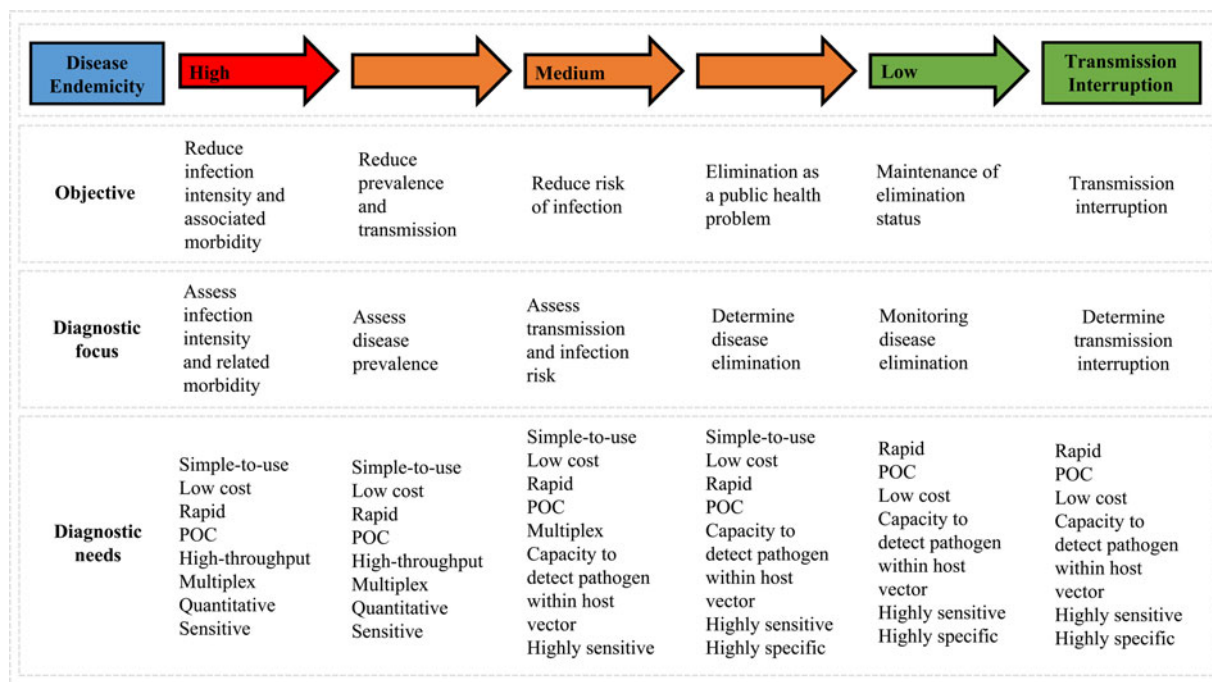 Disease
Endemicity
High
Medium
Low
Transmission
Interruption
Objective
Reduce
infection
intensity and
associated
morbidity
Reduce
prevalence
and
transmission
Reduce risk
of infection
Elimination as
a public health
problem
Maintenance of
elimination
status
Transmission
interruption
Diagnostic
focus
Assess
infection
intensity
and related
morbidity
Assess
disease
prevalence
Assess
transmission
and infection
risk
Determine
disease
elimination
Monitoring
disease
elimination
Determine
transmission
interruption
Diagnostic
needs
Simple-to-use
Low cost
Rapid
POC
High-throughput
Multiplex
Quantitative
Sensitive
Simple-to-use
Low cost
Rapid
POC
High-throughput
Multiplex
Quantitative
Sensitive
Simple-to-use
Low cost
Rapid
POC
Multiplex
Capacity to
detect pathogen
within host
vector
Highly sensitive
Simple-to-use
Low cost
Rapid
POC
Capacity to
detect pathogen
within host
vector
Highly sensitive
Highly specific
Rapid
POC
Low cost
Capacity to
detect pathogen
within host
vector
Highly sensitive
Highly specific
Rapid
POC
Low cost
Capacity to
detect pathogen
within host
vector
Highly sensitive
Highly specific